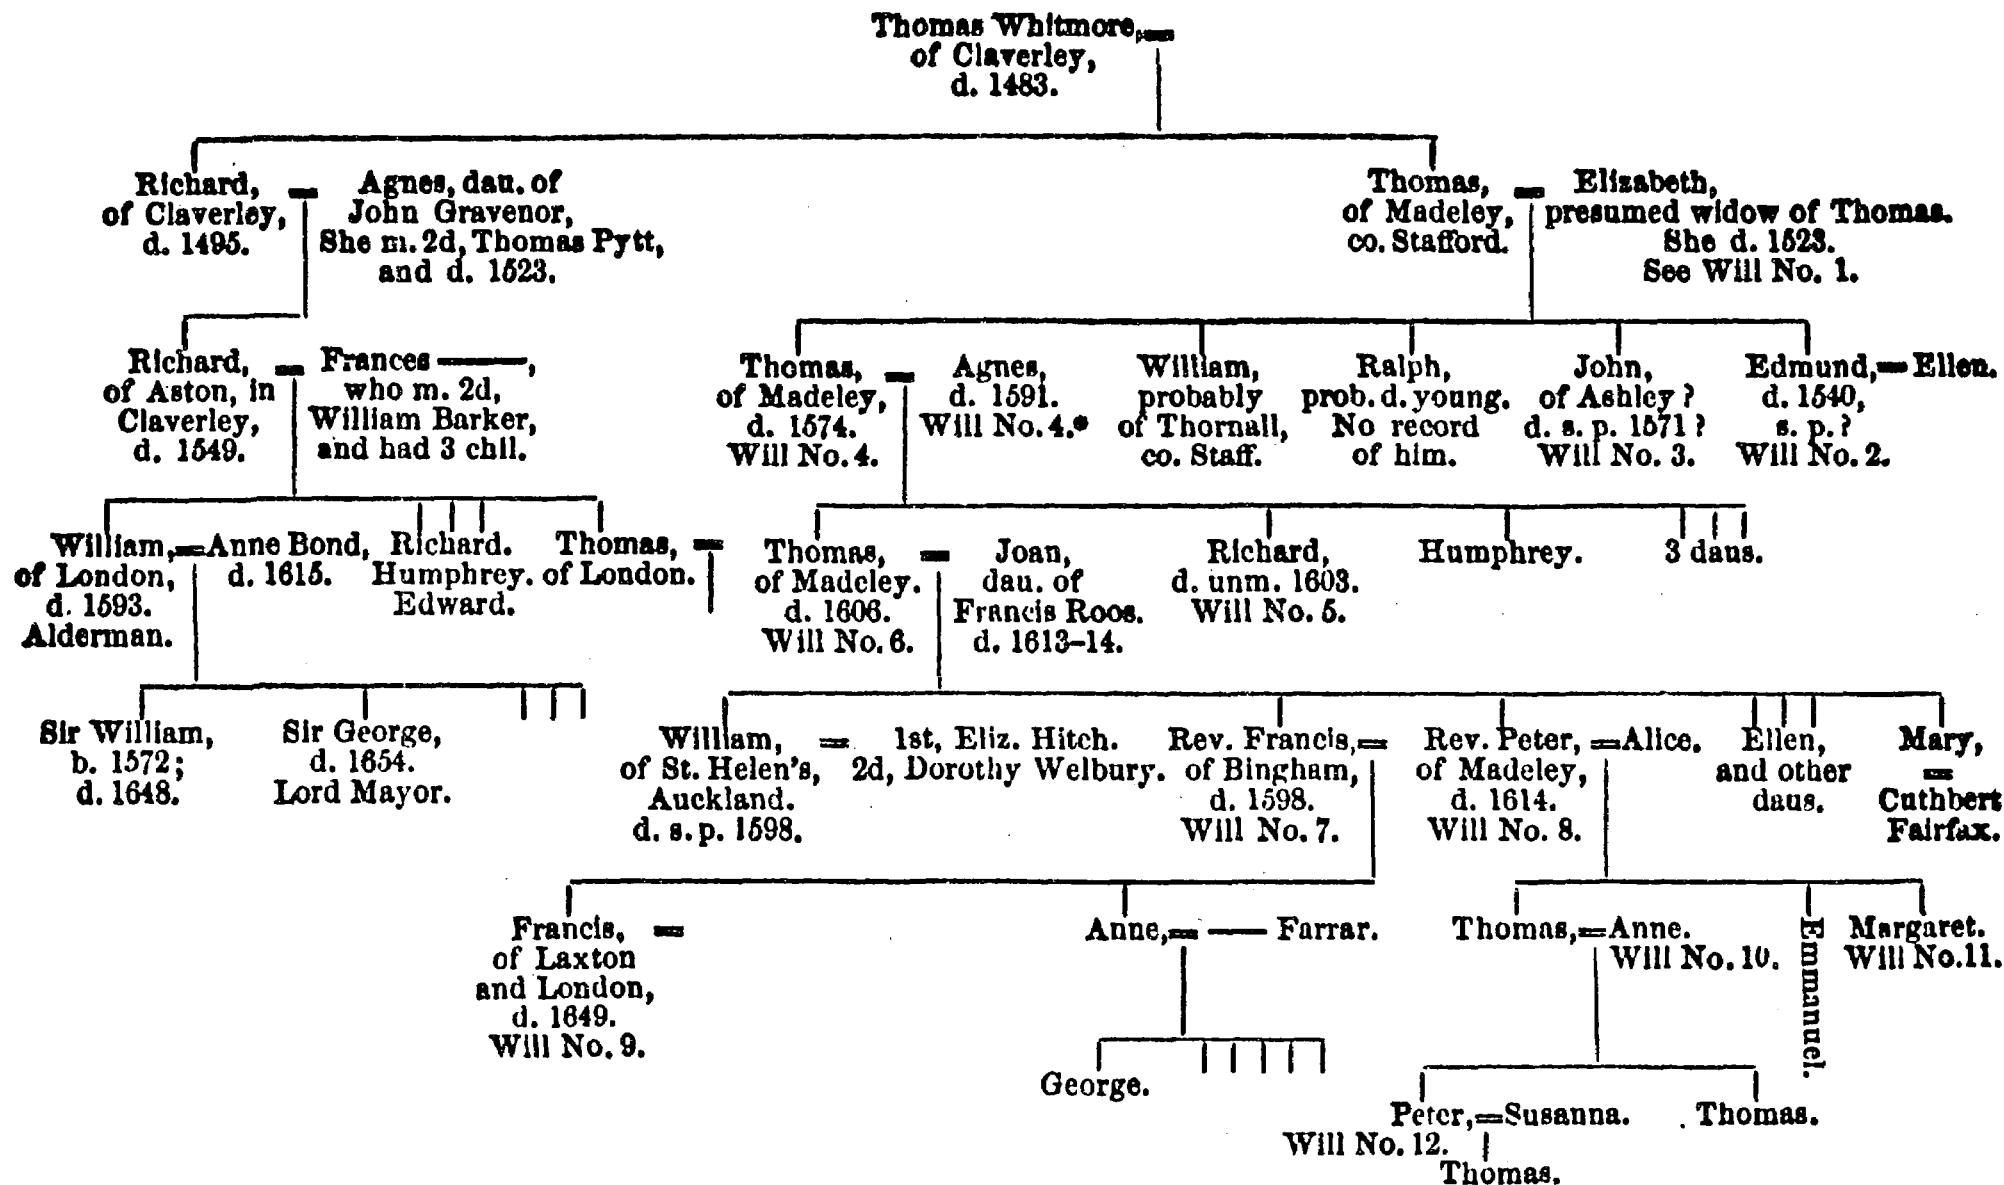 Thomas Whitmore,
of Claverley,
d. 1483.
Richard,
of Claverley,
d. 1495.
Agnes, dau. of
John Gravenor,
She m. 2d, Thomas Pytt,
and d. 1523.
Thomas,
of Madeley,
co. Stafford.
Elizabeth,
presumed widow of Thomas.
She d. 1523.
See Will No. 1.
Richard,
of Aston, in
Claverley,
d. 1549.
Frances ——,
who m. 2d,
William Barker,
and had 3 chil.
Thomas,
of Madeley,
d. 1574.
Will No. 4.
Agnes,
d. 1591.
Will No. 4.*
William,
probably
of Thornall,
co. Staff.
Ralph,
prob. d. young.
No record
of him.
John,
of Ashley?
d. s. p. 1571?
Will No. 3.
Edmund,
d. 1540,
s. p.?
Will No. 2.
Ellen.
William,
of London,
d. 1593.
Alderman.
Anne Bond,
d. 1615.
Richard.
Humphrey.
Edward.
Thomas,
of London.
Thomas,
of Madeley.
d. 1606.
Will No. 6.
Joan,
dau. of
Francis Roos.
d. 1613-14.
Richard,
d. unm. 1603.
Will No. 5.
Humphrey.
3 daus.
Sir William,
b. 1572;
d. 1648.
Sir George,
d. 1654.
Lord Mayor.
William,
of St. Helen's,
Auckland.
d. s. p. 1598.
1st, Eliz. Hitch.
2d, Dorothy Welbury.
Rev. Francis,
of Bingham,
d. 1598.
Will No. 7.
Rev. Peter,
of Madeley,
d. 1614.
Will No. 8.
Alice.
Ellen,
and other
daus.
Mary,
=
Cuthbert
Fairfax.
Francis,
of Laxton
and London,
d. 1649.
Will No. 9.
Anne,
—— Farrar.
Thomas,
Anne.
Will No. 10.
Emmanuel.
Margaret.
Will No. 11.
George.
Peter,
Will No. 12.
Susanna.
Thomas.
Thomas.